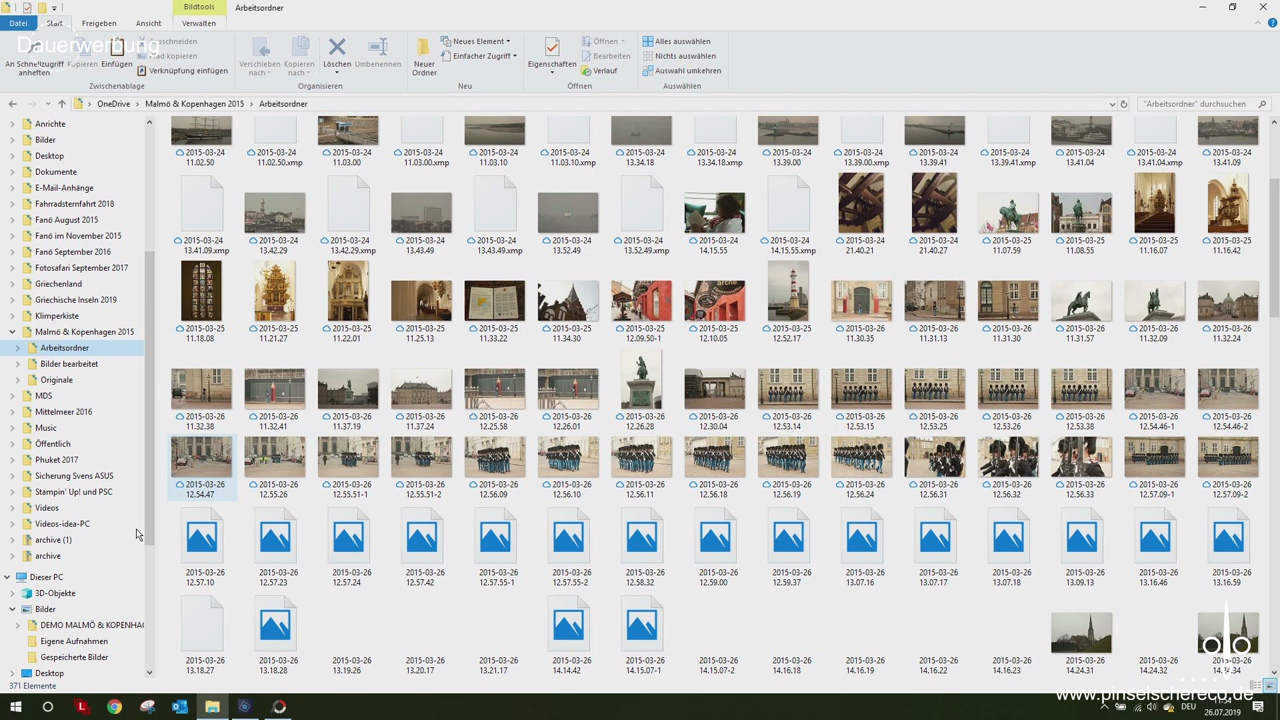 Bildtools
Arbeitsordner
Datei
Start
Freigeben
Ansicht
Verwalten
Dauerwerbung
An Schnellzugriff anheften
Kopieren
Einfügen
Ausschneiden
Pfad kopieren
Verknüpfung einfügen
Zwischenablage
Verschieben nach
Kopieren nach
Löschen
Umbenennen
Organisieren
Neuer Ordner
Neues Element
Einfacher Zugriff
Neu
Eigenschaften
Öffnen
Bearbeiten
Verlauf
Öffnen
Alles auswählen
Nichts auswählen
Auswahl umkehren
Auswählen
OneDrive > Malmö & Kopenhagen 2015 > Arbeitsordner
"Arbeitsordner" durchsuchen
Anrichte
Bilder
Desktop
Dokumente
E-Mail-Anhänge
Fahrradsternfahrt 2018
Fanö August 2015
Fanö im November 2015
Fanö September 2016
Fotosafari September 2017
Griechenland
Griechische Inseln 2019
Klimperkiste
Malmö & Kopenhagen 2015
Arbeitsordner
Bilder bearbeitet
Originale
MDS
Mittelmeer 2016
Music
Öffentlich
Phuket 2017
Sicherung Svens ASUS
Stampin' Up! und PSC
Videos
Videos-idea-PC
archive (1)
archive
Dieser PC
3D-Objekte
Bilder
DEMO MALMÖ & KOPENHAG
Eigene Aufnahmen
Gespeicherte Bilder
Desktop
2015-03-24 2015-03-24 2015-03-24 2015-03-24 2015-03-24 2015-03-24 2015-03-24 2015-03-24 2015-03-24 2015-03-24 2015-03-24 2015-03-24 2015-03-24 2015-03-24 2015-03-24
11.02.50 11.02.50.xmp 11.03.00 11.03.00.xmp 11.03.10 11.03.10.xmp 13.34.18 13.34.18.xmp 13.39.00 13.39.00.xmp 13.39.41 13.39.41.xmp 13.41.04 13.41.04.xmp 13.41.09
2015-03-24 2015-03-24 2015-03-24 2015-03-24 2015-03-24 2015-03-24 2015-03-24 2015-03-24 2015-03-24 2015-03-24 2015-03-24 2015-03-25 2015-03-25 2015-03-25 2015-03-25
13.41.09.xmp 13.42.29 13.42.29.xmp 13.43.49 13.43.49.xmp 13.52.49 13.52.49.xmp 14.15.55 14.15.55.xmp 21.40.21 21.40.27 11.07.59 11.08.55 11.16.07 11.16.42
2015-03-25 2015-03-25 2015-03-25 2015-03-25 2015-03-25 2015-03-25 2015-03-25 2015-03-25 2015-03-25 2015-03-26 2015-03-26 2015-03-26 2015-03-26 2015-03-26 2015-03-26
11.18.08 11.21.27 11.22.01 11.25.13 11.33.22 11.34.30 12.09.50-1 12.10.05 12.52.17 11.30.35 11.31.13 11.31.30 11.31.57 11.32.09 11.32.24
2015-03-26 2015-03-26 2015-03-26 2015-03-26 2015-03-26 2015-03-26 2015-03-26 2015-03-26 2015-03-26 2015-03-26 2015-03-26 2015-03-26 2015-03-26 2015-03-26 2015-03-26
11.32.38 11.32.41 11.37.19 11.37.24 12.25.58 12.26.01 12.26.28 12.30.04 12.53.14 12.53.15 12.53.25 12.53.26 12.53.38 12.54.46-1 12.54.46-2
2015-03-26 2015-03-26 2015-03-26 2015-03-26 2015-03-26 2015-03-26 2015-03-26 2015-03-26 2015-03-26 2015-03-26 2015-03-26 2015-03-26 2015-03-26 2015-03-26 2015-03-26
12.54.47 12.55.26 12.55.51-1 12.55.51-2 12.56.09 12.56.10 12.56.11 12.56.18 12.56.19 12.56.24 12.56.31 12.56.32 12.56.33 12.57.09-1 12.57.09-2
2015-03-26 2015-03-26 2015-03-26 2015-03-26 2015-03-26 2015-03-26 2015-03-26 2015-03-26 2015-03-26 2015-03-26 2015-03-26 2015-03-26 2015-03-26 2015-03-26 2015-03-26
12.57.10 12.57.23 12.57.24 12.57.42 12.57.55-1 12.57.55-2 12.58.32 12.59.00 12.59.37 13.07.16 13.07.17 13.07.18 13.09.13 13.16.46 13.16.59
2015-03-26 2015-03-26 2015-03-26 2015-03-26 2015-03-26 2015-03-26 2015-03-26 2015-03-26 2015-03-26 2015-03-26 2015-03-26 2015-03-26 2015-03-26 2015-03-26 2015-03-26
13.18.27 13.18.28 13.19.26 13.20.17 13.21.17 14.14.42 14.15.07-1 14.15.07-2 14.16.18 14.16.19 14.16.22 14.16.23 14.24.31 14.24.32
371 Elemente
www.pinselschereco.de
DEU
11:54
26.07.2019